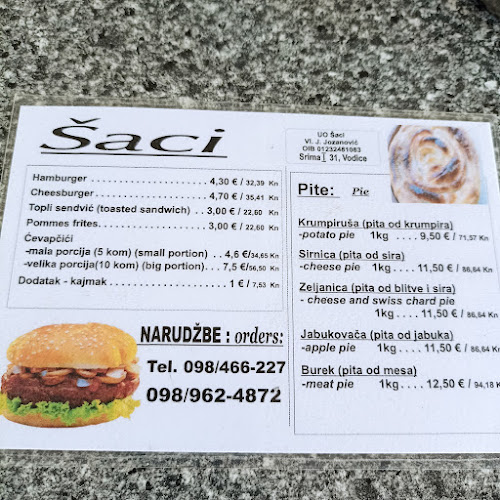 Šaci
UO Šaci
Vl. J. Jozanović
OIB 01232481083
Srima I 31, Vodice
Hamburger .......................... 4,30 € / 32,39 Kn
Cheesburger ....................... 4,70 € / 35,41 Kn
Topli sendvić (toasted sandwich) .. 3,00 € / 22,60 Kn
Pommes frites....................... 3,00 € / 22,60 Kn
Ćevapčići
-mala porcija (5 kom) (small portion) .. 4,6 €/34,65 Kn
-velika porcija(10 kom) (big portion)... 7,5 €/56,50 Kn
Dodatak - kajmak ..................... 1 € / 7,53 Kn
NARUDŽBE : orders:
Tel. 098/466-227
098/962-4872
Pite: Pie
Krumpiruša (pita od krumpira)
-potato pie 1kg .... 9,50 € / 71,57 Kn
Sirnica (pita od sira)
-cheese pie 1kg .... 11,50 € / 86,64 Kn
Zeljanica (pita od blitve i sira)
- cheese and swiss chard pie
1kg ... 11,50 € / 86,64 Kn
Jabukovača (pita od jabuka)
-apple pie 1kg .... 11,50 € / 86,64 Kn
Burek (pita od mesa)
-meat pie 1kg .... 12,50 € / 94,18 Kn